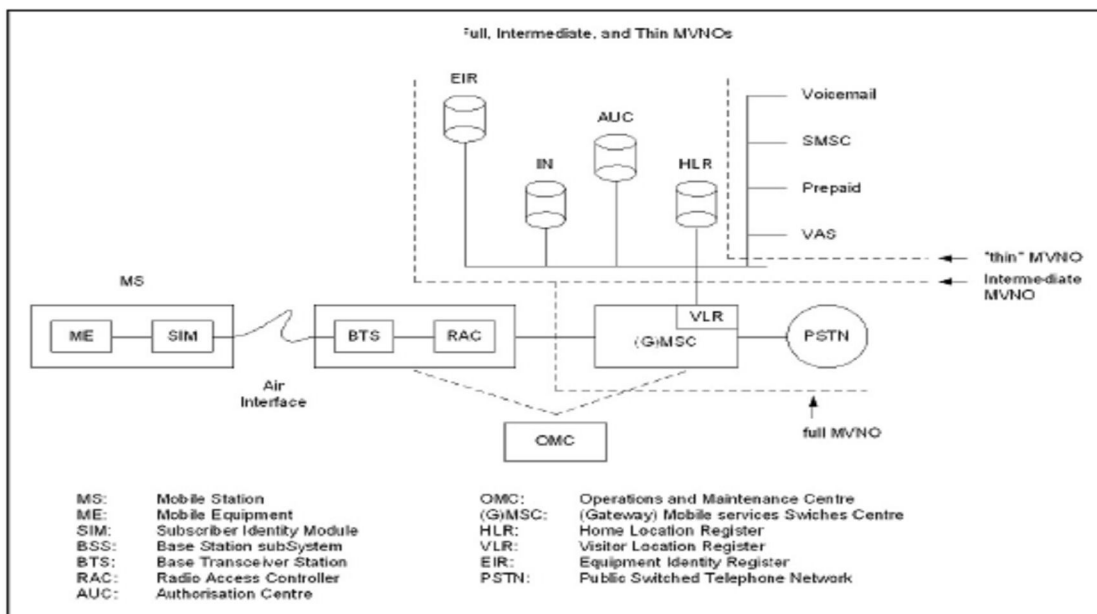 Full, Intermediate, and Thin MVNOs
EIR
AUC
IN
HLR
Voicemail
SMSC
Prepaid
VAS
"thin" MVNO
Intermediate
MVNO
MS
ME
SIM
BTS
RAC
VLR
(G)MSC
PSTN
Air
Interface
full MVNO
OMC
MS: Mobile Station
ME: Mobile Equipment
SIM: Subscriber Identity Module
BSS: Base Station subSystem
BTS: Base Transceiver Station
RAC: Radio Access Controller
AUC: Authorisation Centre
OMC: Operations and Maintenance Centre
(G)MSC: (Gateway) Mobile services Swiches Centre
HLR: Home Location Register
VLR: Visitor Location Register
EIR: Equipment Identity Register
PSTN: Public Switched Telephone Network